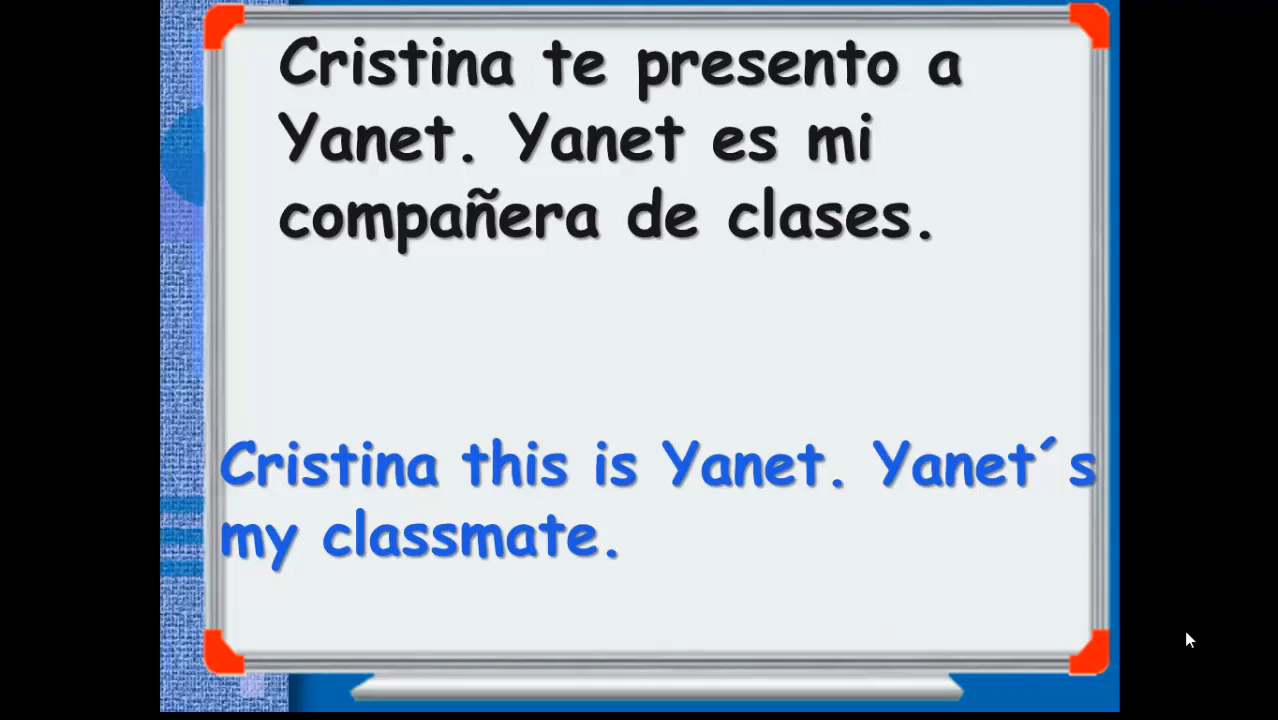 Cristina te presento a
Yanet. Yanet es mi
compañera de clases.
Cristina this is Yanet. Yanet´s
my classmate.